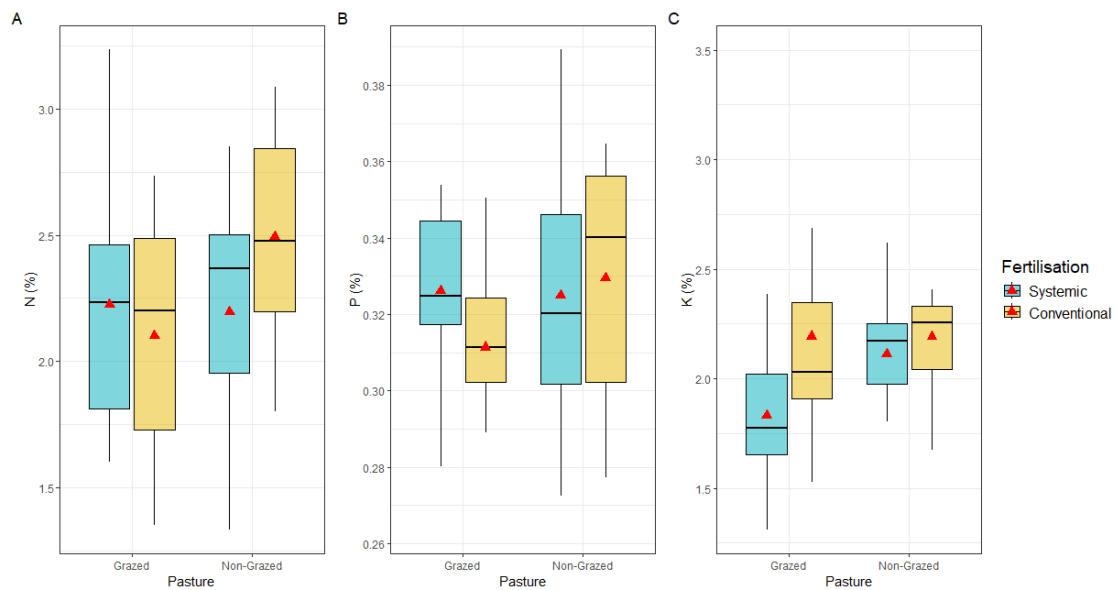 A
B
C
N (%)
3.0
2.5
2.0
1.5
Grazed
Non-Grazed
Pasture
P (%)
0.38
0.36
0.34
0.32
0.30
0.28
0.26
Grazed
Non-Grazed
Pasture
K (%)
3.5
3.0
2.5
2.0
1.5
Grazed
Non-Grazed
Pasture
Fertilisation
Systemic
Conventional